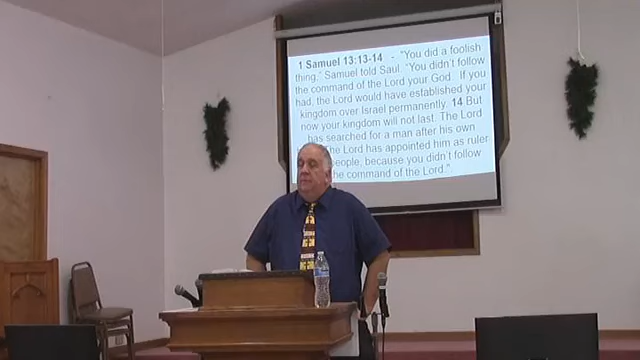 1 Samuel 13:13-14 - "You did a foolish
thing," Samuel told Saul. "You didn't follow
the command of the Lord your God. If you
had, the Lord would have established your
kingdom over Israel permanently. 14 But
now your kingdom will not last. The Lord
has searched for a man after his own
The Lord has appointed him as ruler
people, because you didn't follow
he command of the Lord."